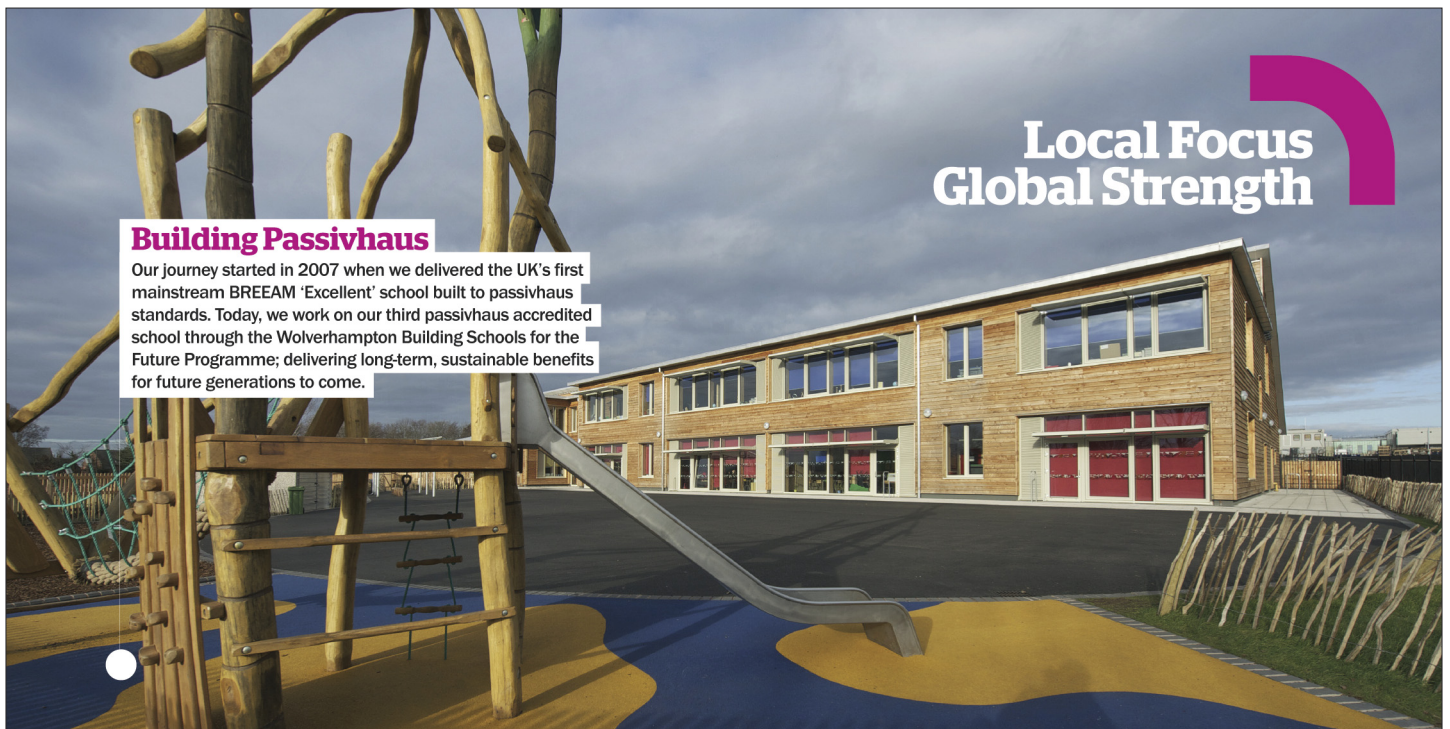 Local Focus
Global Strength
Building Passivhaus
Our journey started in 2007 when we delivered the UK’s first
mainstream BREEAM ‘Excellent’ school built to passivhaus
standards. Today, we work on our third passivhaus accredited
school through the Wolverhampton Building Schools for the
Future Programme; delivering long-term, sustainable benefits
for future generations to come.